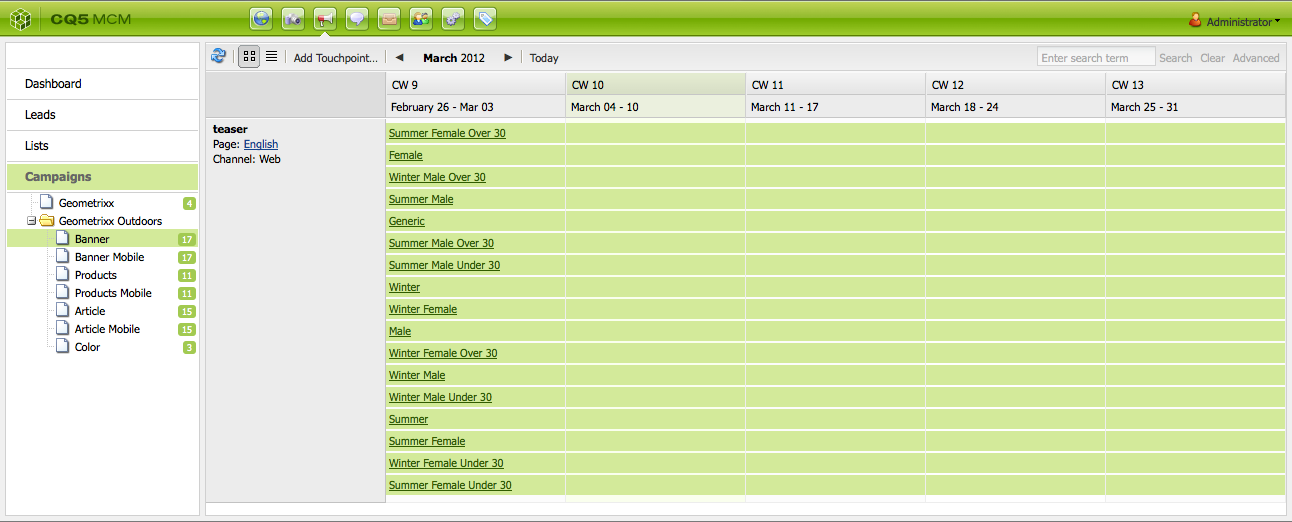 CQ5 MCM
Administrator
Add Touchpoint...
March 2012
Today
Enter search term
Search
Clear
Advanced
Dashboard
Leads
Lists
Campaigns
Geometrixx 4
Geometrixx Outdoors
Banner 17
Banner Mobile 17
Products 11
Products Mobile 11
Article 15
Article Mobile 15
Color 3
CW 9 CW 10 CW 11 CW 12 CW 13
February 26 - Mar 03 March 04 - 10 March 11 - 17 March 18 - 24 March 25 - 31
teaser
Page: English
Channel: Web
Summer Female Over 30
Female
Winter Male Over 30
Summer Male
Generic
Summer Male Over 30
Summer Male Under 30
Winter
Winter Female
Male
Winter Female Over 30
Winter Male
Winter Male Under 30
Summer
Summer Female
Winter Female Under 30
Summer Female Under 30